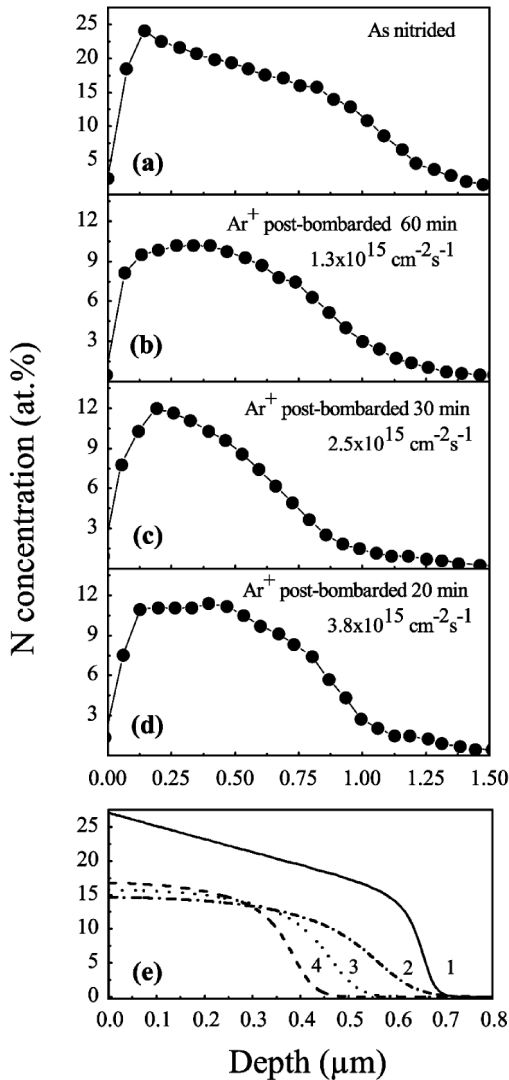 N concentration (at.%)
25
20
15
10
5
As nitrided
(a)
12
9
6
3
Ar+ post-bombarded 60 min
1.3x10^15 cm^-2s^-1
(b)
12
9
6
3
Ar+ post-bombarded 30 min
2.5x10^15 cm^-2s^-1
(c)
12
9
6
3
Ar+ post-bombarded 20 min
3.8x10^15 cm^-2s^-1
(d)
0.00 0.25 0.50 0.75 1.00 1.25 1.50
25
20
15
10
5
0
(e)
4 3 2 1
0.0 0.1 0.2 0.3 0.4 0.5 0.6 0.7 0.8
Depth (µm)